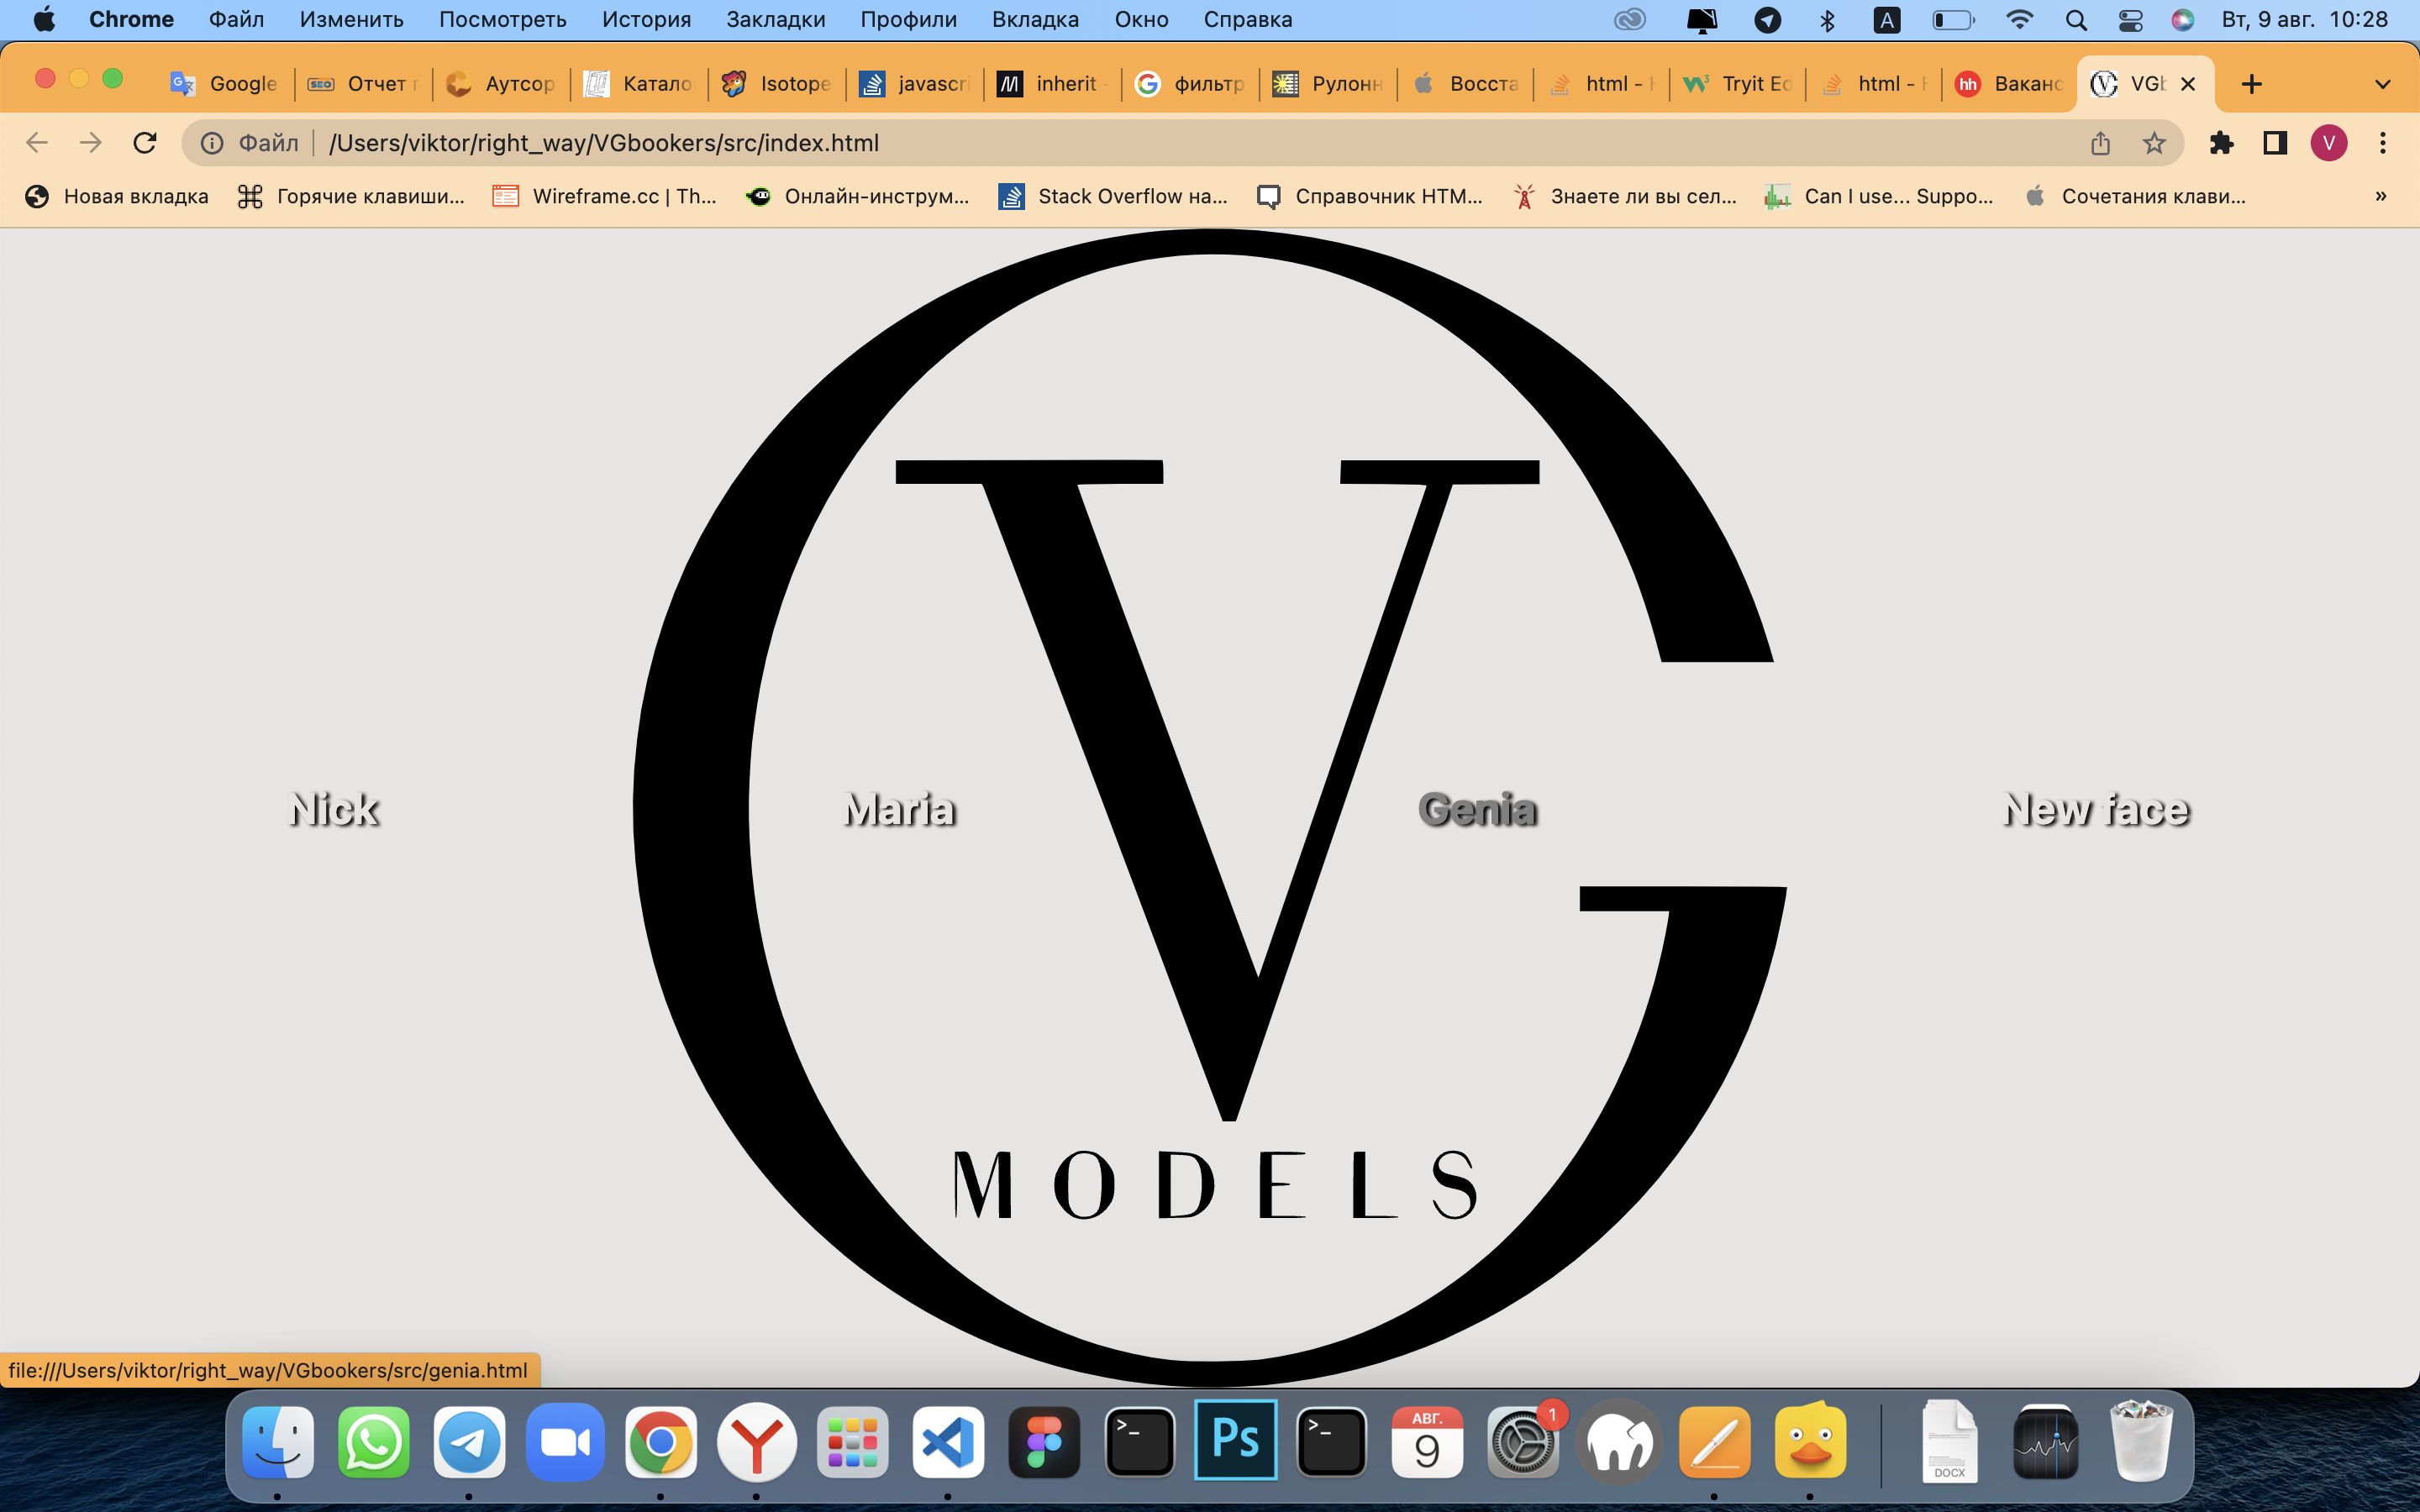 Chrome Файл Изменить Посмотреть История Закладки Профили Вкладка Окно Справка A Вт, 9 авг. 10:28
Google SEO Отчет Аутсор Катало Isotope javascri inherit фильтр Рулонн Восста html - Tryit Ed html - hh Ваканс VGb
Файл /Users/viktor/right_way/VGbookers/src/index.html V
Новая вкладка Горячие клавиши... Wireframe.cc | Th... Онлайн-инструм... Stack Overflow на... Справочник HTM... Знаете ли вы сел... Can I use... Suppo... Сочетания клави... »
VG
Nick Maria Genia New face
MODELS
file:///Users/viktor/right_way/VGbookers/src/genia.html
>_ Ps >_ АВГ. 9 1 DOCX